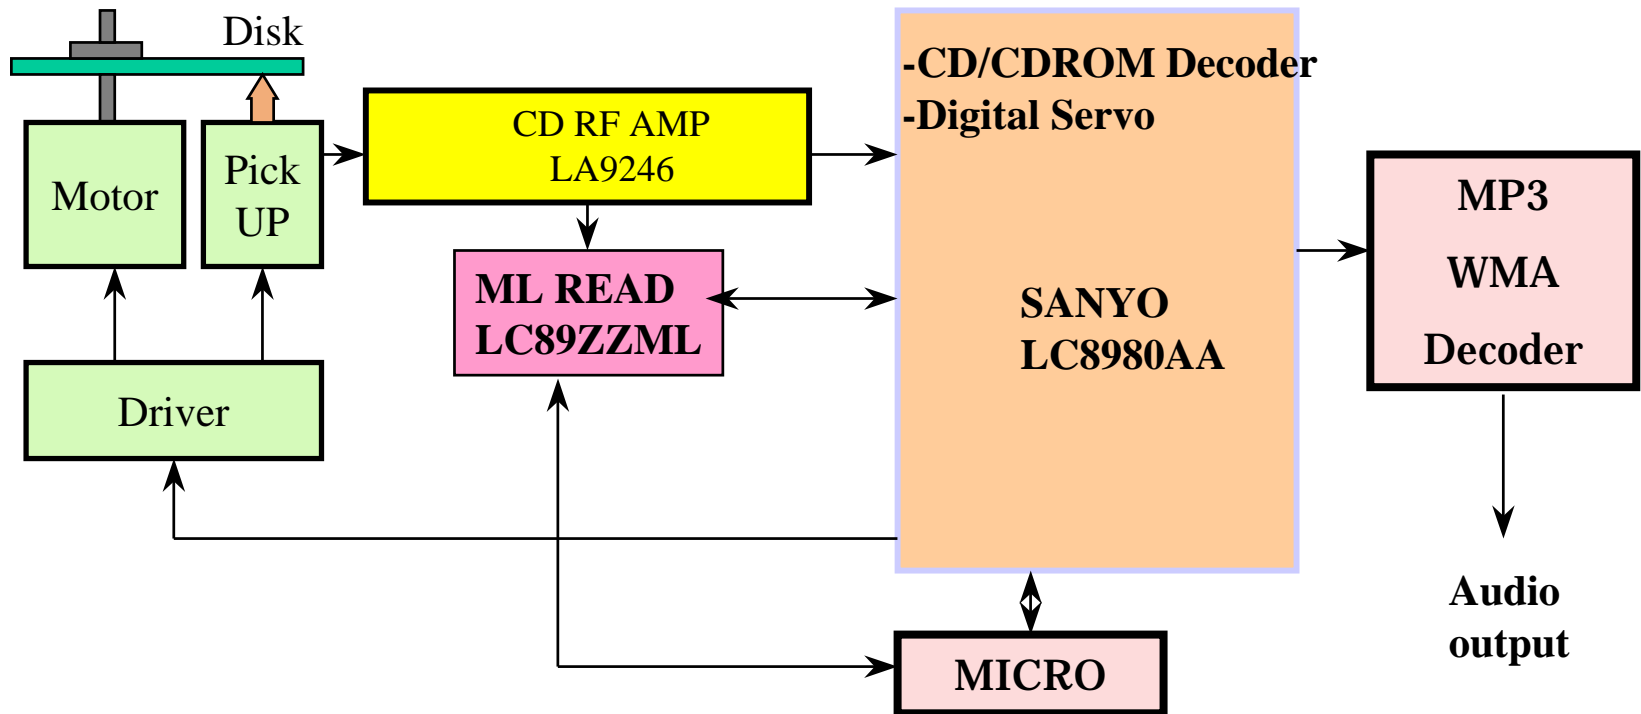 Disk
-CD/CDROM Decoder
-Digital Servo
CD RF AMP
LA9246
Motor
Pick
UP
MP3
WMA
Decoder
ML READ
LC89ZZML
SANYO
LC8980AA
Driver
Audio
output
MICRO